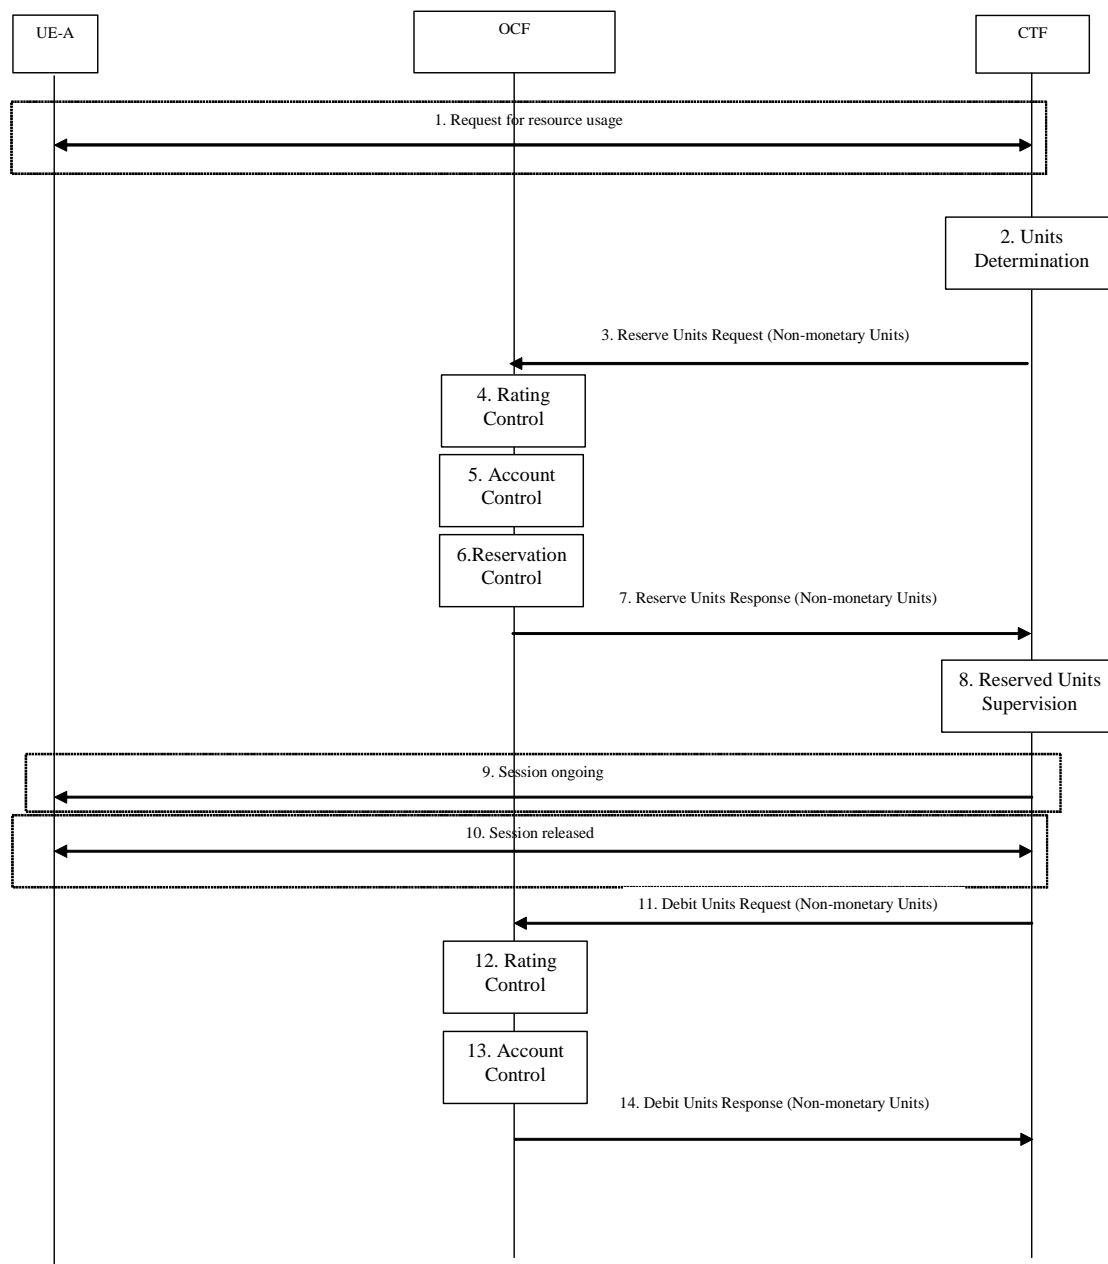 UE-A
OCF
CTF
1. Request for resource usage
2. Units
Determination
3. Reserve Units Request (Non-monetary Units)
4. Rating
Control
5. Account
Control
6.Reservation
Control
7. Reserve Units Response (Non-monetary Units)
8. Reserved Units
Supervision
9. Session ongoing
10. Session released
11. Debit Units Request (Non-monetary Units)
12. Rating
Control
13. Account
Control
14. Debit Units Response (Non-monetary Units)